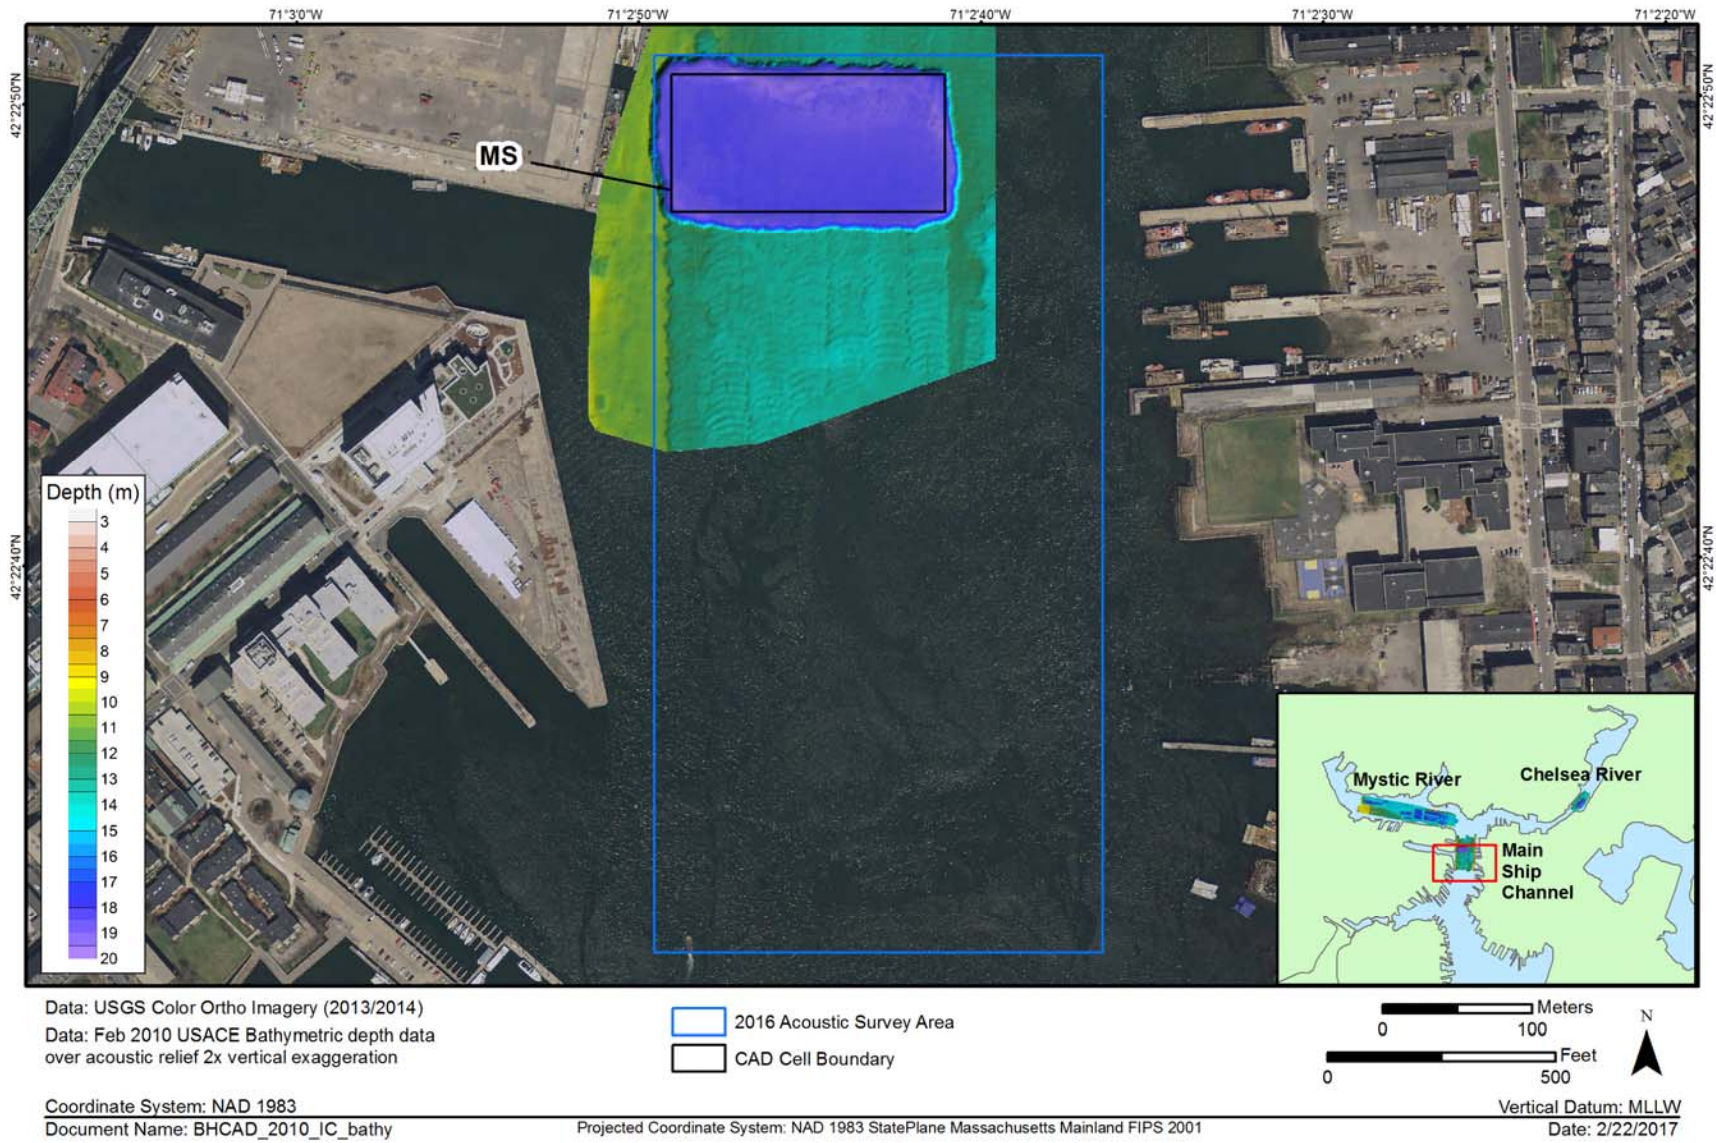 71°3'0"W
71°2'50"W
71°2'40"W
71°2'30"W
71°2'20"W
42°22'50"N
42°22'50"N
MS
42°22'40"N
42°22'40"N
Depth (m)
3
4
5
6
7
8
9
10
11
12
13
14
15
16
17
18
19
20
Mystic River
Chelsea River
Main
Ship
Channel
Data: USGS Color Ortho Imagery (2013/2014)
Data: Feb 2010 USACE Bathymetric depth data
over acoustic relief 2x vertical exaggeration
2016 Acoustic Survey Area
CAD Cell Boundary
Meters
0 100
Feet
0 500
N
Coordinate System: NAD 1983
Vertical Datum: MLLW
Document Name: BHCAD_2010_IC_bathy
Projected Coordinate System: NAD 1983 StatePlane Massachusetts Mainland FIPS 2001
Date: 2/22/2017